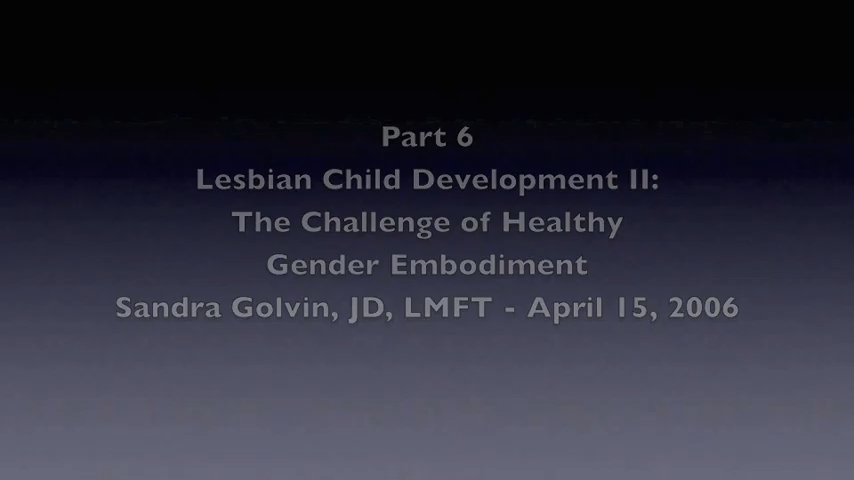 Part 6
Lesbian Child Development II:
The Challenge of Healthy
Gender Embodiment
Sandra Golvin, JD, LMFT - April 15, 2006